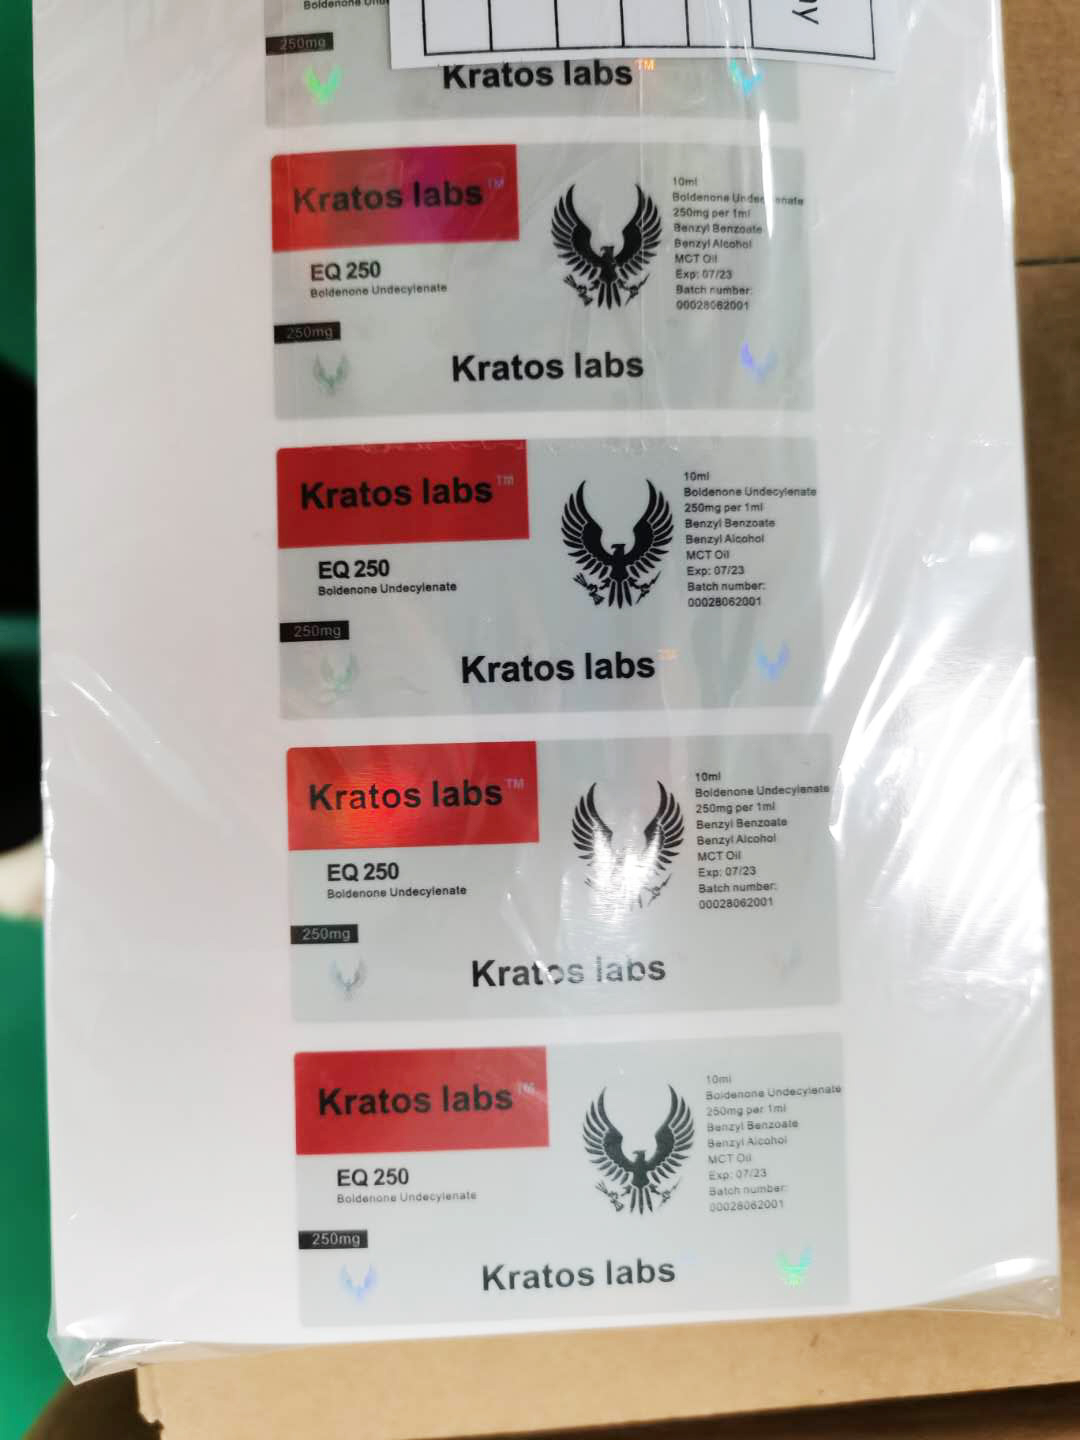 Boldenone
250mg
Kratos labs™
Kratos labs™
EQ 250
Boldenone Undecylenate
250mg
10ml
Boldenone Undecylenate
250mg per 1ml
Benzyl Benzoate
Benzyl Alcohol
MCT Oil
Exp: 07/23
Batch number:
00028062001
Kratos labs
Kratos labs™
EQ 250
Boldenone Undecylenate
250mg
10ml
Boldenone Undecylenate
250mg per 1ml
Benzyl Benzoate
Benzyl Alcohol
MCT Oil
Exp: 07/23
Batch number:
00028062001
Kratos labs™
Kratos labs™
EQ 250
Boldenone Undecylenate
250mg
10ml
Boldenone Undecylenate
250mg per 1ml
Benzyl Benzoate
Benzyl Alcohol
MCT Oil
Exp: 07/23
Batch number:
00028062001
Kratos labs
Kratos labs™
EQ 250
Boldenone Undecylenate
250mg
10ml
Boldenone Undecylenate
250mg per 1ml
Benzyl Benzoate
Benzyl Alcohol
MCT Oil
Exp: 07/23
Batch number:
00028062001
Kratos labs